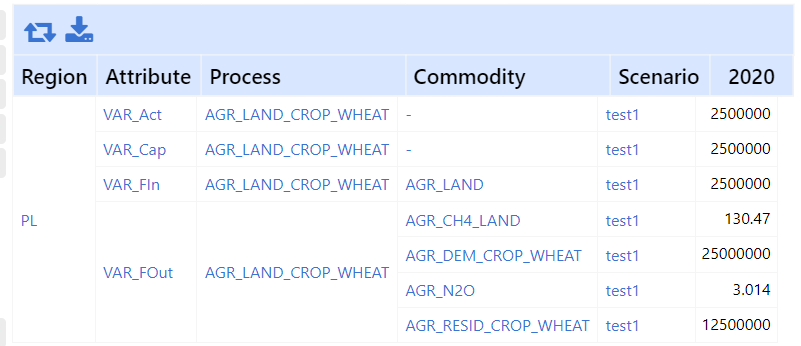 Region Attribute Process Commodity Scenario 2020
VAR_Act AGR_LAND_CROP_WHEAT - test1 2500000
VAR_Cap AGR_LAND_CROP_WHEAT - test1 2500000
VAR_FIn AGR_LAND_CROP_WHEAT AGR_LAND test1 2500000
PL
VAR_FOut AGR_LAND_CROP_WHEAT
AGR_CH4_LAND test1 130.47
AGR_DEM_CROP_WHEAT test1 25000000
AGR_N2O test1 3.014
AGR_RESID_CROP_WHEAT test1 12500000